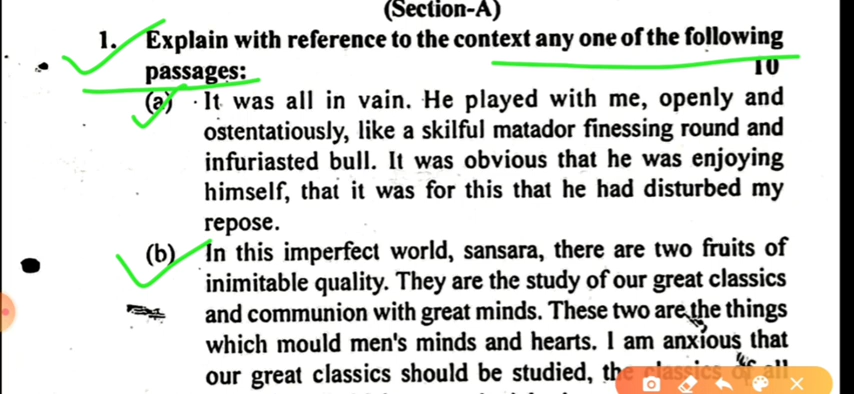 (Section-A)
1. Explain with reference to the context any one of the following
passages: 10
(a) It was all in vain. He played with me, openly and
ostentatiously, like a skilful matador finessing round and
infuriasted bull. It was obvious that he was enjoying
himself, that it was for this that he had disturbed my
repose.
(b) In this imperfect world, sansara, there are two fruits of
inimitable quality. They are the study of our great classics
and communion with great minds. These two are the things
which mould men's minds and hearts. I am anxious that
our great classics should be studied, the classics of all